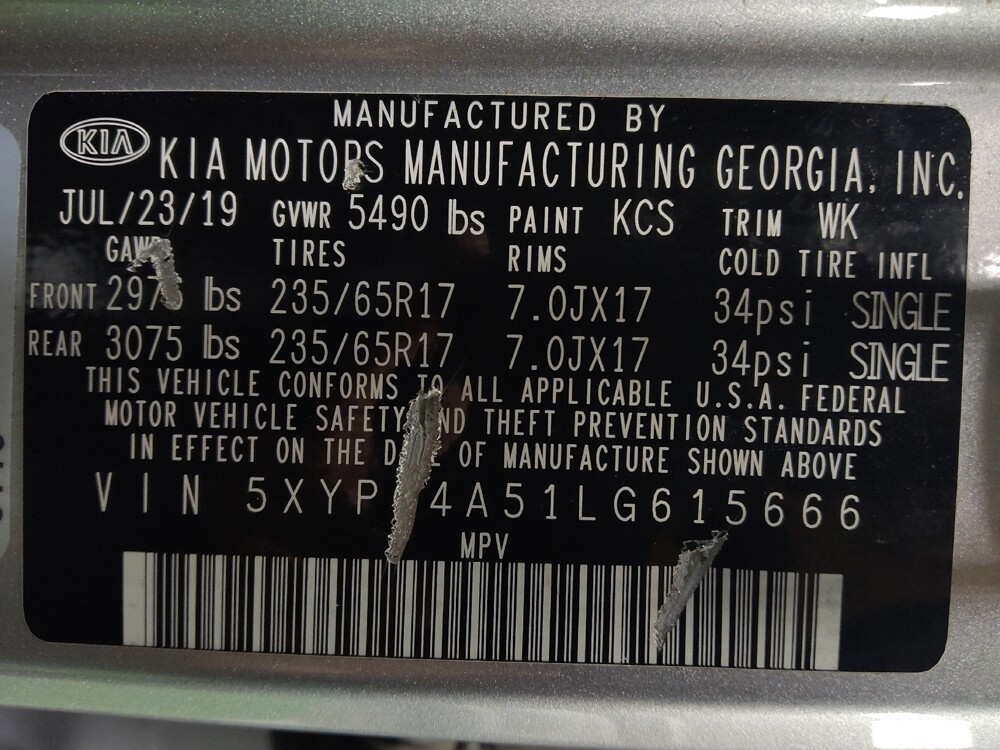 MANUFACTURED BY
KIA
KIA MOTORS MANUFACTURING GEORGIA, INC.
JUL/23/19 GVWR 5490 lbs PAINT KCS TRIM WK
GAWR TIRES RIMS COLD TIRE INFL
FRONT lbs 235/65R17 7.0JX17 34psi SINGLE
REAR 3075 lbs 235/65R17 7.0JX17 34psi SINGLE
THIS VEHICLE CONFORMS TO ALL APPLICABLE U.S.A. FEDERAL
MOTOR VEHICLE SAFETY AND THEFT PREVENTION STANDARDS
IN EFFECT ON THE DATE OF MANUFACTURE SHOWN ABOVE
VIN
MPV